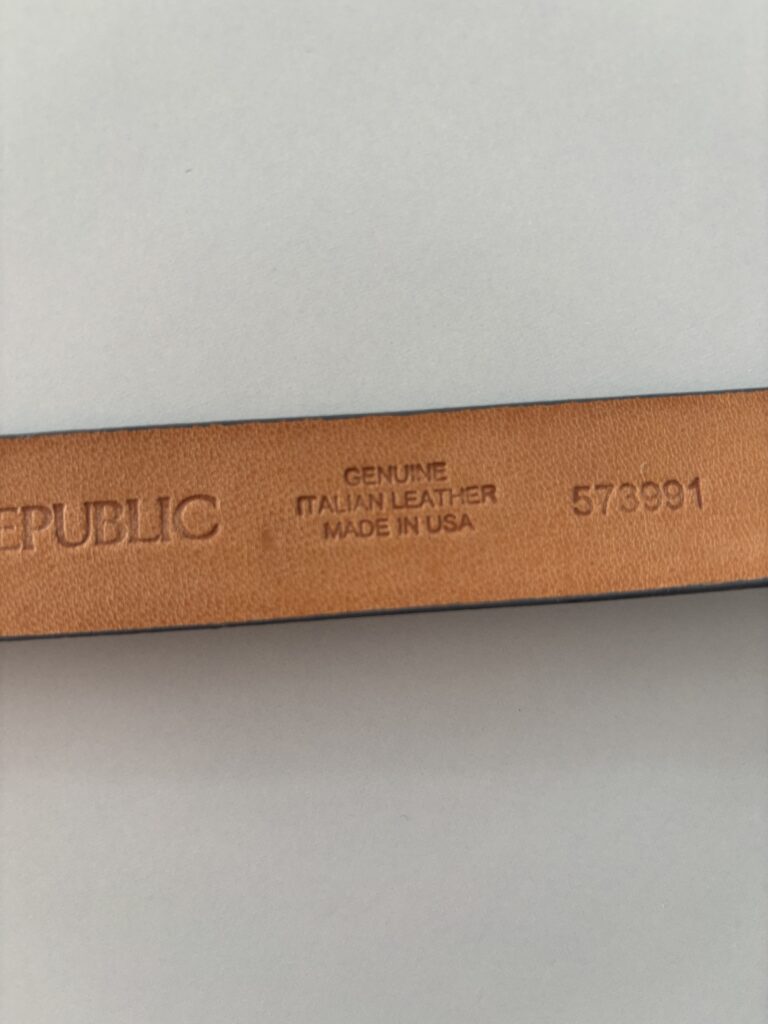 EPUBLIC
GENUINE
ITALIAN LEATHER
MADE IN USA
573991